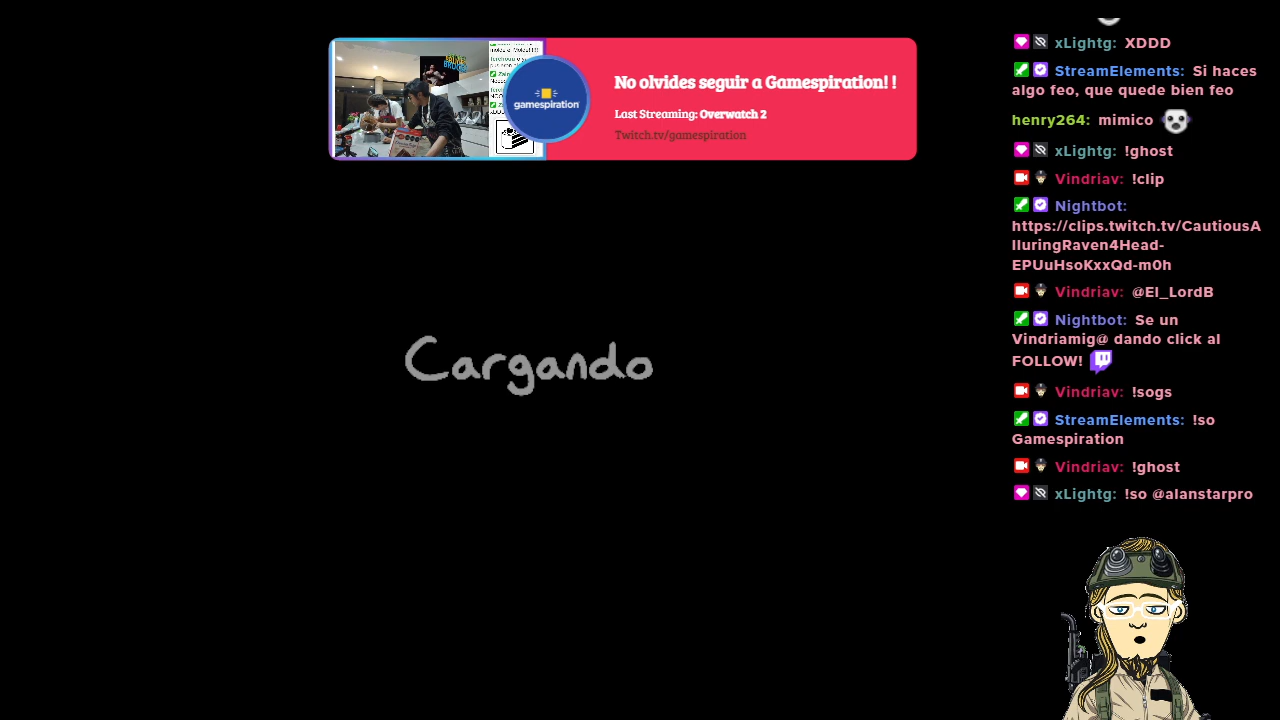 No olvides seguir a Gamespiration! !
gamespiration
Last Streaming: Overwatch 2
Twitch.tv/gamespiration
Cargando
xLightg: XDDD
StreamElements: Si haces
algo feo, que quede bien feo
henry264: mimico
xLightg: !ghost
Vindriav: !clip
Nightbot:
https://clips.twitch.tv/CautiousA
lluringRaven4Head-
EPUuHsoKxxQd-m0h
Vindriav: @El_LordB
Nightbot: Se un
Vindriamig@ dando click al
FOLLOW!
Vindriav: !sogs
StreamElements: !so
Gamespiration
Vindriav: !ghost
xLightg: !so @alanstarpro